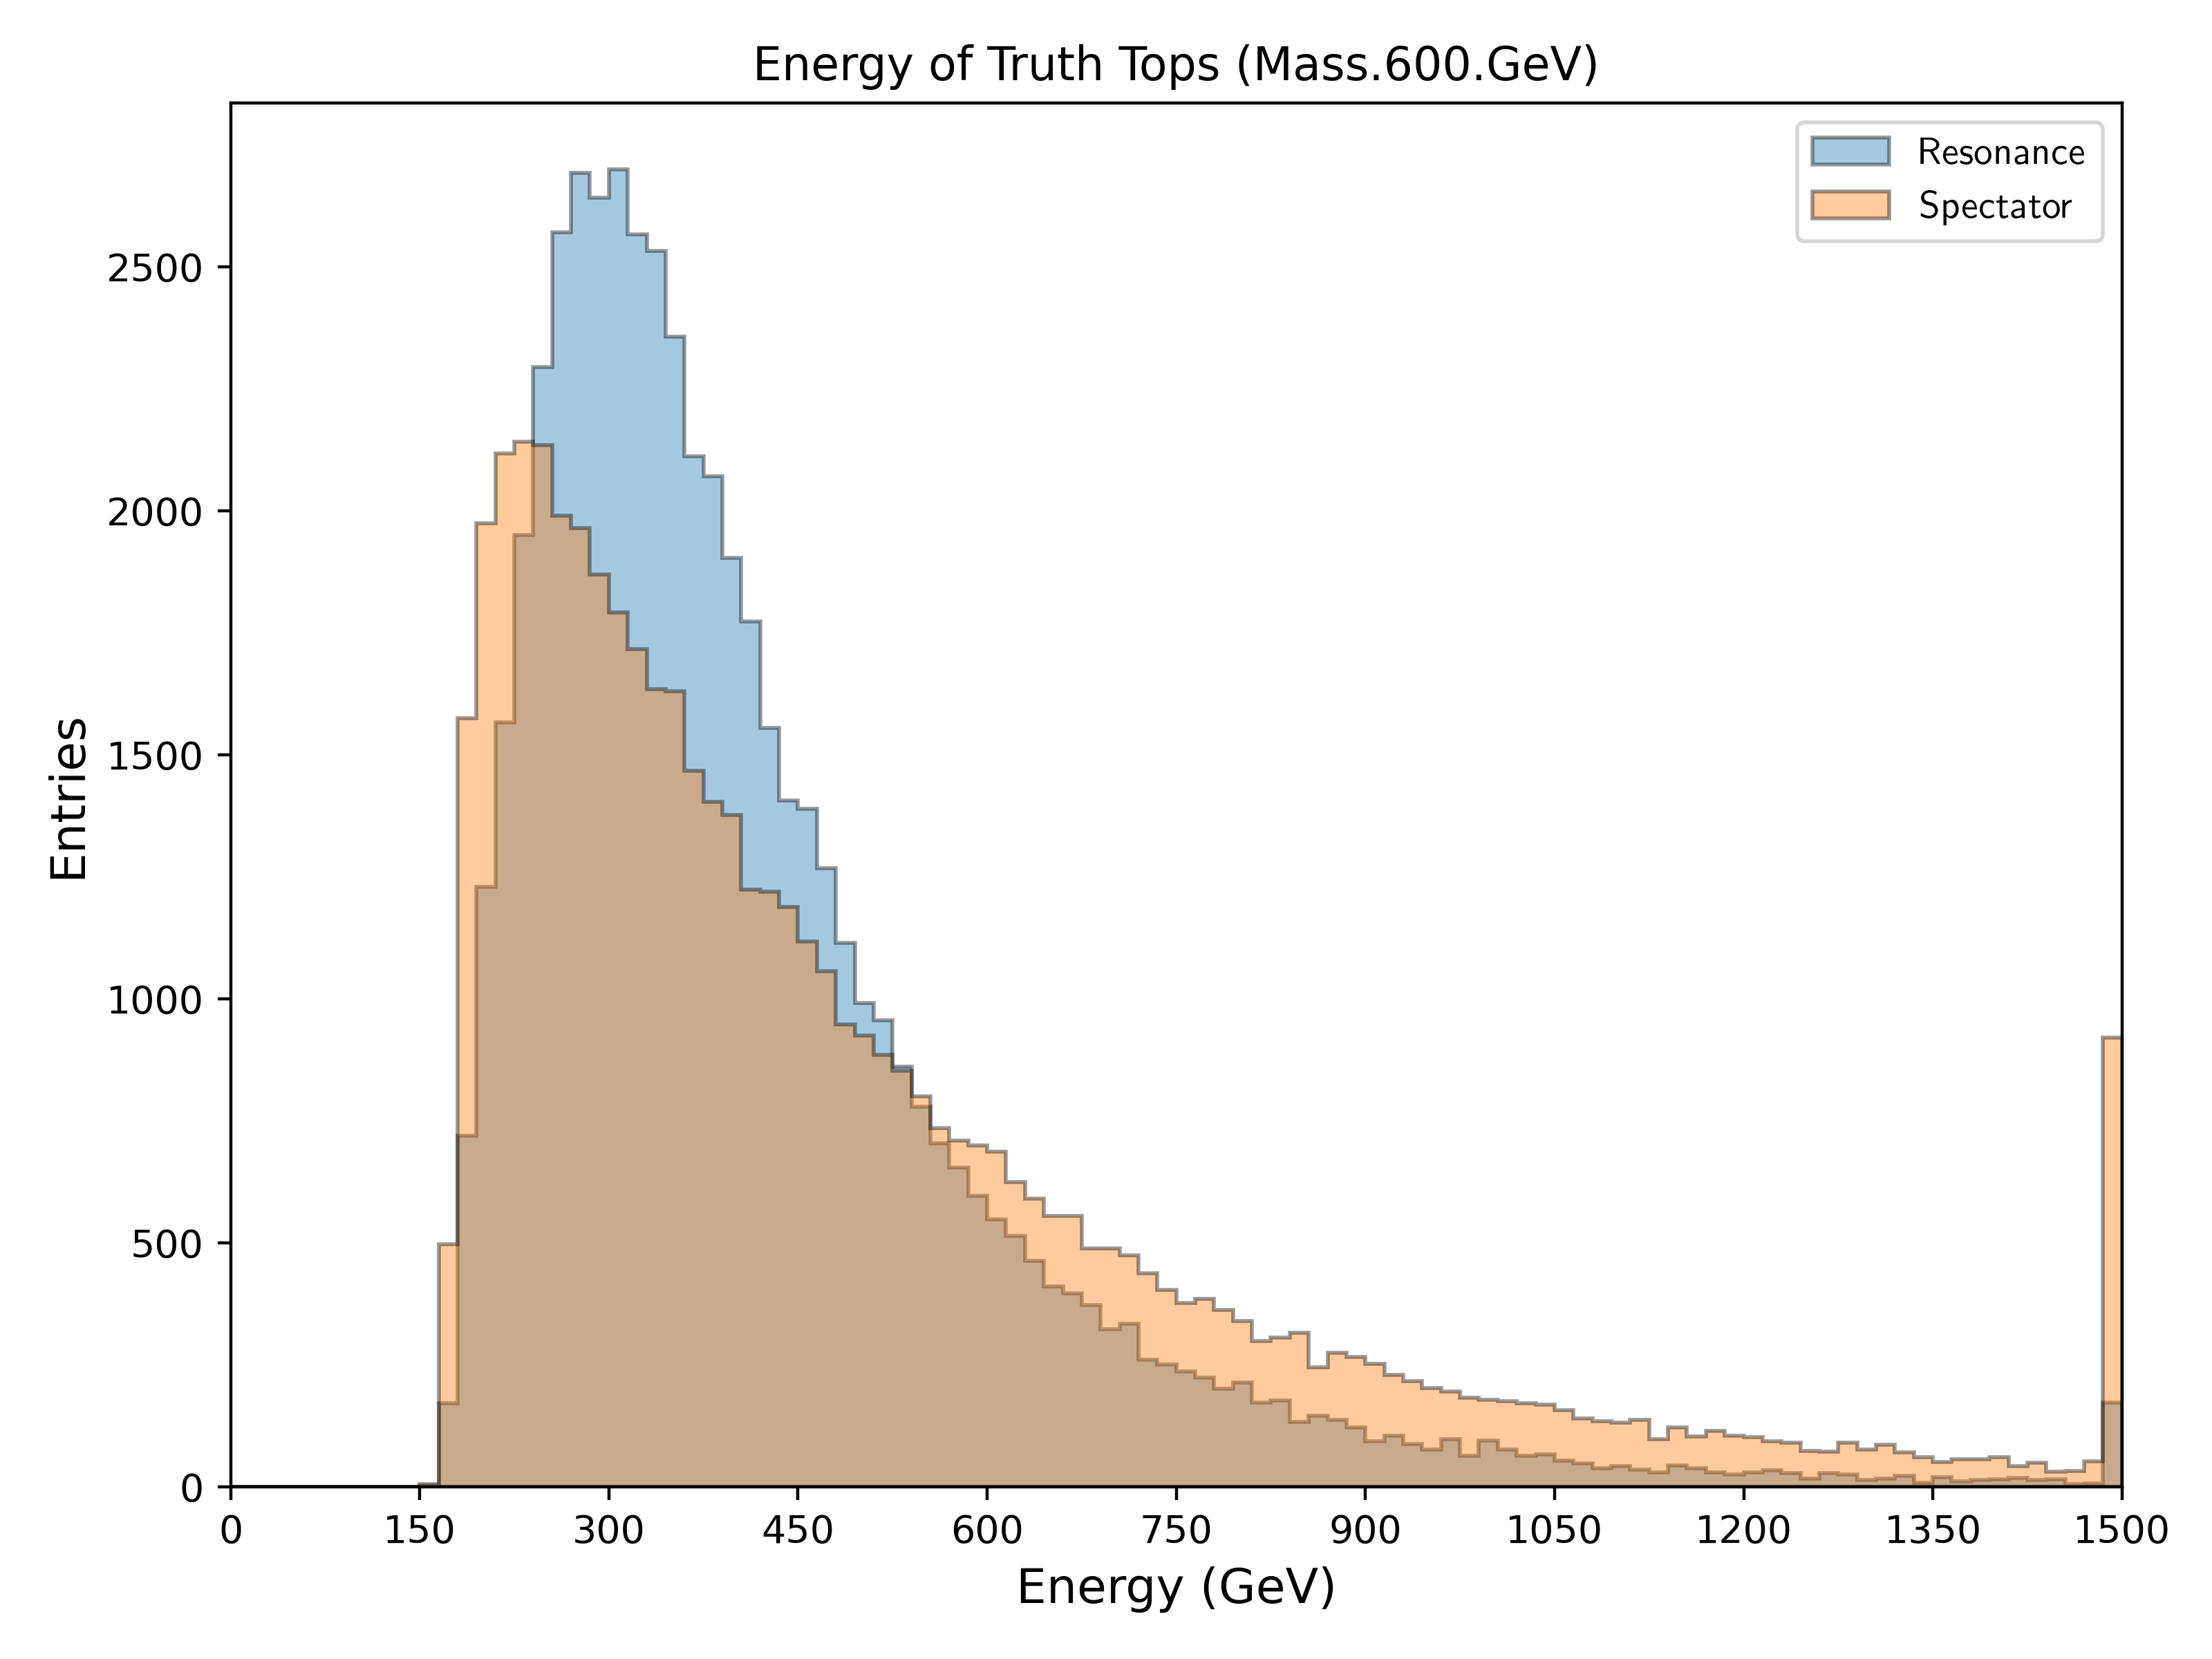 Energy of Truth Tops (Mass.600.GeV)
Resonance
Spectator
2500
2000
1500
1000
500
0
Entries
0 150 300 450 600 750 900 1050 1200 1350 1500
Energy (GeV)